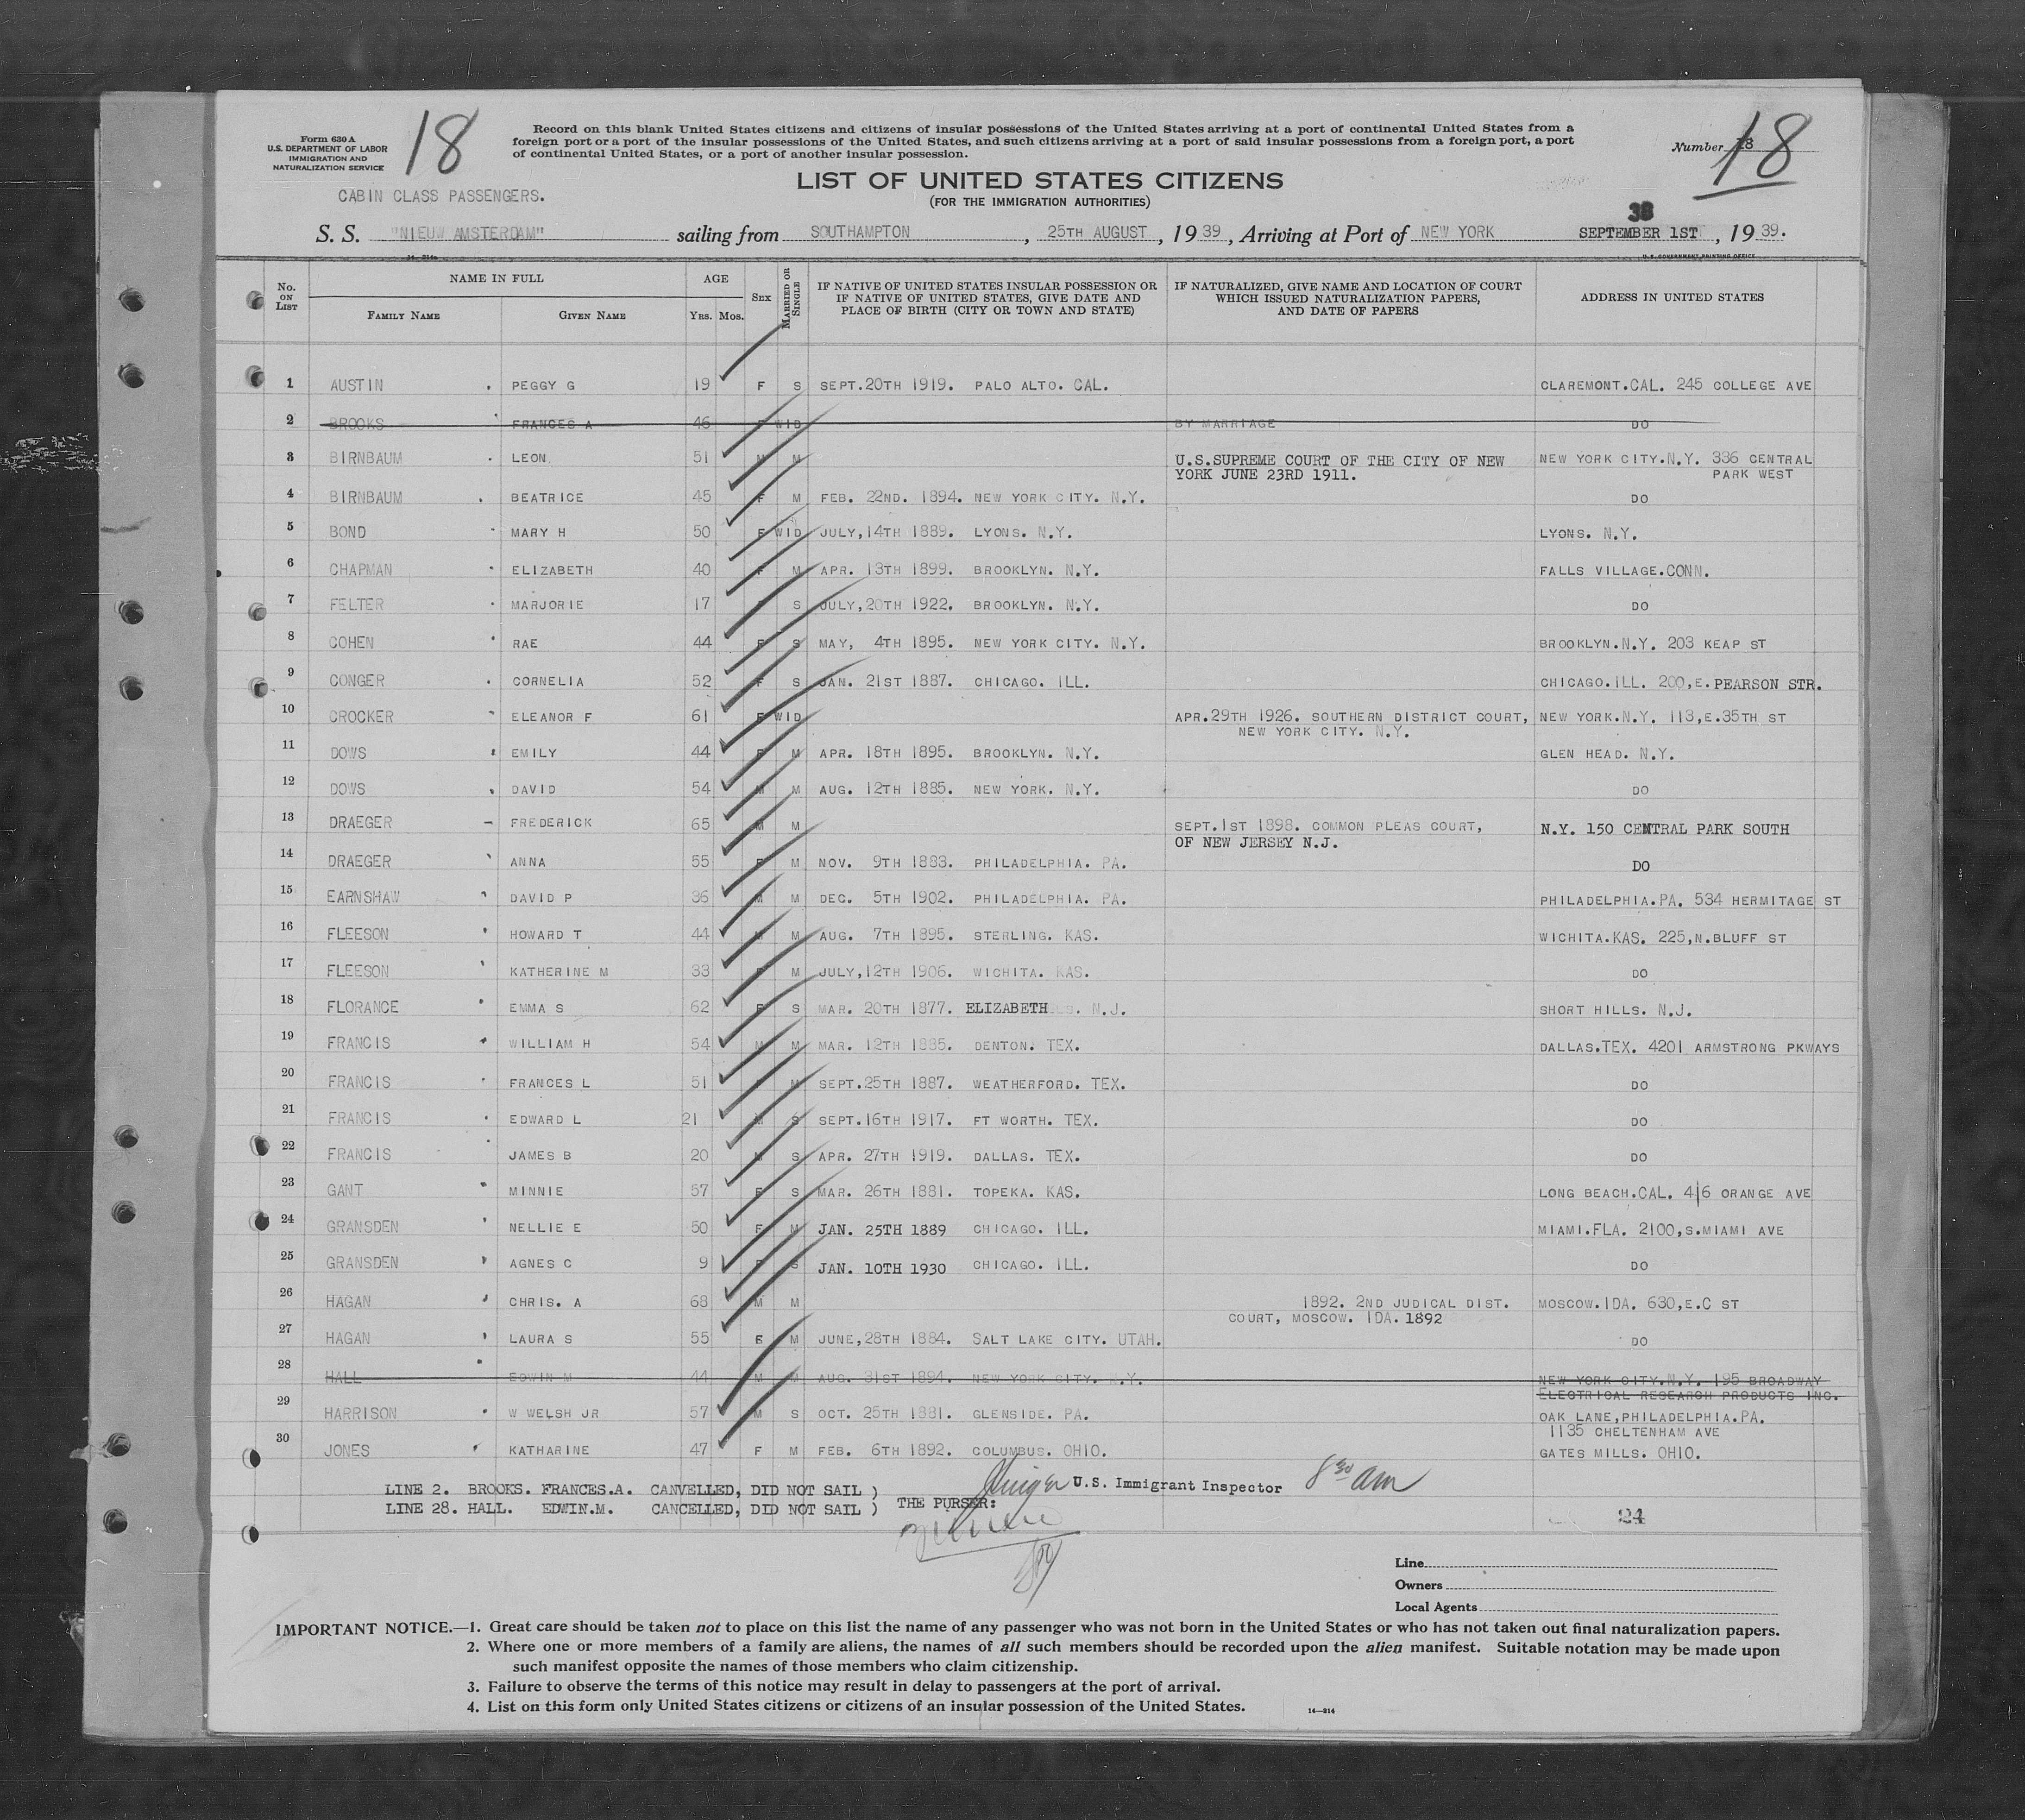 Form 630 A
U.S. DEPARTMENT OF LABOR
IMMIGRATION AND
NATURALIZATION SERVICE
18
Record on this blank United States citizens and citizens of insular possessions of the United States arriving at a port of continental United States from a
foreign port or a port of the insular possessions of the United States, and such citizens arriving at a port of said insular possessions from a foreign port, a port
of continental United States, or a port of another insular possession.
Number 18
18
CABIN CLASS PASSENGERS.
LIST OF UNITED STATES CITIZENS
(FOR THE IMMIGRATION AUTHORITIES)
38
S. S. "NIEUW AMSTERDAM" sailing from SOUTHAMPTON, 25TH AUGUST, 1939, Arriving at Port of NEW YORK SEPTEMBER 1ST, 1939.
14-214a U.S. GOVERNMENT PRINTING OFFICE
No. ON LIST NAME IN FULL FAMILY NAME GIVEN NAME AGE YRS. MOS. SEX MARRIED OR SINGLE IF NATIVE OF UNITED STATES INSULAR POSSESSION OR IF NATIVE OF UNITED STATES, GIVE DATE AND PLACE OF BIRTH (CITY OR TOWN AND STATE) IF NATURALIZED, GIVE NAME AND LOCATION OF COURT WHICH ISSUED NATURALIZATION PAPERS, AND DATE OF PAPERS ADDRESS IN UNITED STATES
1 AUSTIN PEGGY G 19 F S SEPT.20TH 1919. PALO ALTO. CAL. CLAREMONT.CAL. 245 COLLEGE AVE
2 BROOKS FRANCES A 46 F WID BY MARRIAGE DO
3 BIRNBAUM LEON. 51 M M U.S.SUPREME COURT OF THE CITY OF NEW NEW YORK CITY.N.Y. 336 CENTRAL
YORK JUNE 23RD 1911. PARK WEST
4 BIRNBAUM BEATRICE 45 F M FEB. 22ND. 1894. NEW YORK CITY. N.Y. DO
5 BOND MARY H 50 F WID JULY,14TH 1889. LYONS. N.Y. LYONS. N.Y.
6 CHAPMAN ELIZABETH 40 F M APR. 13TH 1899. BROOKLYN. N.Y. FALLS VILLAGE.CONN.
7 FELTER MARJORIE 17 F S JULY,20TH 1922. BROOKLYN. N.Y. DO
8 COHEN RAE 44 F S MAY, 4TH 1895. NEW YORK CITY. N.Y. BROOKLYN.N.Y. 203 KEAP ST
9 CONGER CORNELIA 52 F S JAN. 21ST 1887. CHICAGO. ILL. CHICAGO.ILL. 200,E. PEARSON STR.
10 CROCKER ELEANOR F 61 F WID APR.29TH 1926. SOUTHERN DISTRICT COURT, NEW YORK.N.Y. 113,E.35TH ST
NEW YORK CITY. N.Y.
11 DOWS EMILY 44 F M APR. 18TH 1895. BROOKLYN. N.Y. GLEN HEAD. N.Y.
12 DOWS DAVID 54 M M AUG. 12TH 1885. NEW YORK. N.Y. DO
13 DRAEGER FREDERICK 65 M M SEPT.1ST 1898. COMMON PLEAS COURT, N.Y. 150 CENTRAL PARK SOUTH
OF NEW JERSEY N.J.
14 DRAEGER ANNA 55 F M NOV. 9TH 1883. PHILADELPHIA. PA. DO
15 EARNSHAW DAVID P 36 M M DEC. 5TH 1902. PHILADELPHIA. PA. PHILADELPHIA.PA. 534 HERMITAGE ST
16 FLEESON HOWARD T 44 M M AUG. 7TH 1895. STERLING. KAS. WICHITA.KAS. 225,N.BLUFF ST
17 FLEESON KATHERINE M 33 F M JULY,12TH 1906. WICHITA. KAS. DO
18 FLORANCE EMMA S 62 F S MAR. 20TH 1877. ELIZABETH. N.J. SHORT HILLS. N.J.
19 FRANCIS WILLIAM H 54 M M MAR. 12TH 1885. DENTON. TEX. DALLAS.TEX. 4201 ARMSTRONG PKWAYS
20 FRANCIS FRANCES L 51 F M SEPT.25TH 1887. WEATHERFORD. TEX. DO
21 FRANCIS EDWARD L 21 M S SEPT.16TH 1917. FT WORTH. TEX. DO
22 FRANCIS JAMES B 20 M S APR. 27TH 1919. DALLAS. TEX. DO
23 GANT MINNIE 57 F S MAR. 26TH 1881. TOPEKA. KAS. LONG BEACH.CAL. 416 ORANGE AVE
24 GRANSDEN NELLIE E 50 F M JAN. 25TH 1889 CHICAGO. ILL. MIAMI.FLA. 2100,S.MIAMI AVE
25 GRANSDEN AGNES C 9 F S JAN. 10TH 1930 CHICAGO. ILL. DO
26 HAGAN CHRIS. A 68 M M 1892. 2ND JUDICAL DIST. MOSCOW.IDA. 630,E.C ST
COURT, MOSCOW. IDA. 1892
27 HAGAN LAURA S 55 F M JUNE,28TH 1884. SALT LAKE CITY. UTAH. DO
28 HALL EDWIN M 44 M M AUG. 31ST 1894. NEW YORK CITY. N.Y. NEW YORK CITY.N.Y. 195 BROADWAY
ELECTRICAL RESEARCH PRODUCTS INC.
29 HARRISON W WELSH JR 57 M S OCT. 25TH 1881. GLENSIDE. PA. OAK LANE,PHILADELPHIA.PA.
1135 CHELTENHAM AVE
30 JONES KATHARINE 47 F M FEB. 6TH 1892. COLUMBUS. OHIO. GATES MILLS. OHIO.
LINE 2. BROOKS. FRANCES.A. CANVELLED, DID NOT SAIL ) U.S. Immigrant Inspector 8 30 am
LINE 28. HALL. EDWIN.M. CANCELLED, DID NOT SAIL ) THE PURSER:
24
Line
Owners
Local Agents
IMPORTANT NOTICE.—1. Great care should be taken not to place on this list the name of any passenger who was not born in the United States or who has not taken out final naturalization papers.
2. Where one or more members of a family are aliens, the names of all such members should be recorded upon the alien manifest. Suitable notation may be made upon
such manifest opposite the names of those members who claim citizenship.
3. Failure to observe the terms of this notice may result in delay to passengers at the port of arrival.
4. List on this form only United States citizens or citizens of an insular possession of the United States.
14—214